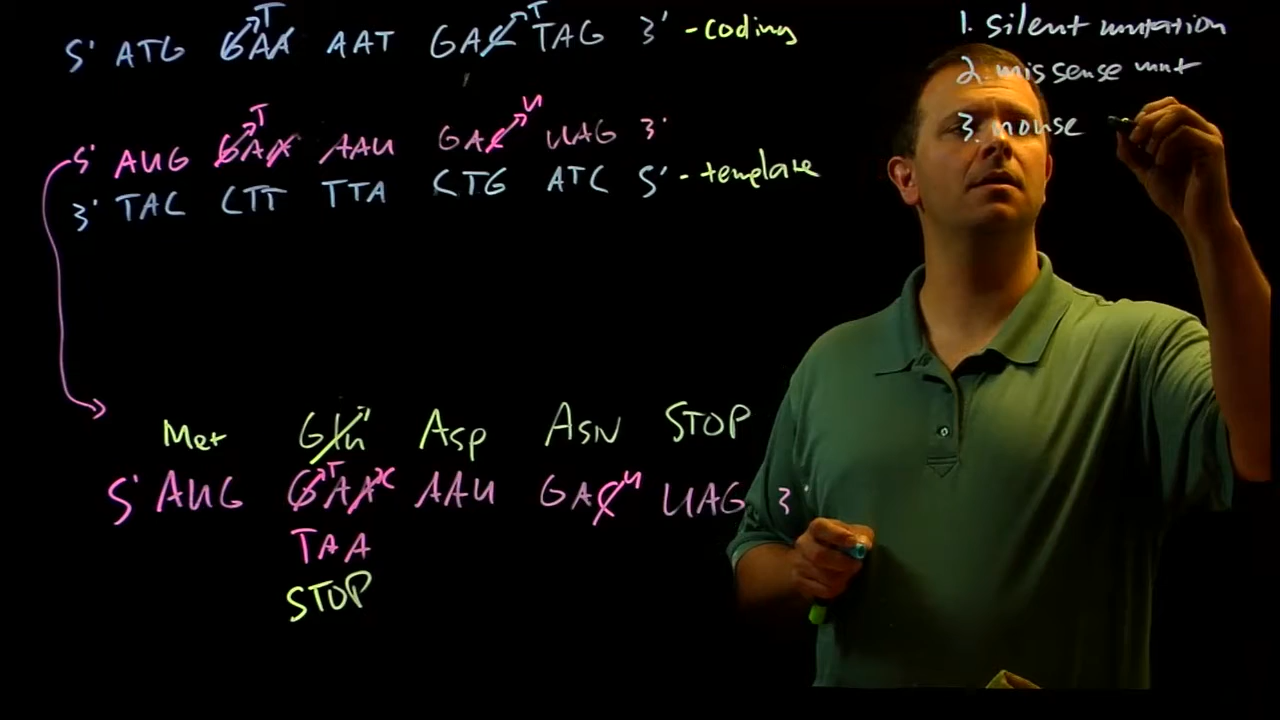 5' ATG GAA T AAT GAC T TAG 3' - coding
5' AUG GAA T AAU GAC U UAG 3'
3' TAC CTT TTA CTG ATC 5' - template
1. silent mutation
2. missense mut
3. nonse
Met Gln Asp Asn STOP
5' AUG GAA T AAU GAC U UAG 3'
TAA
STOP